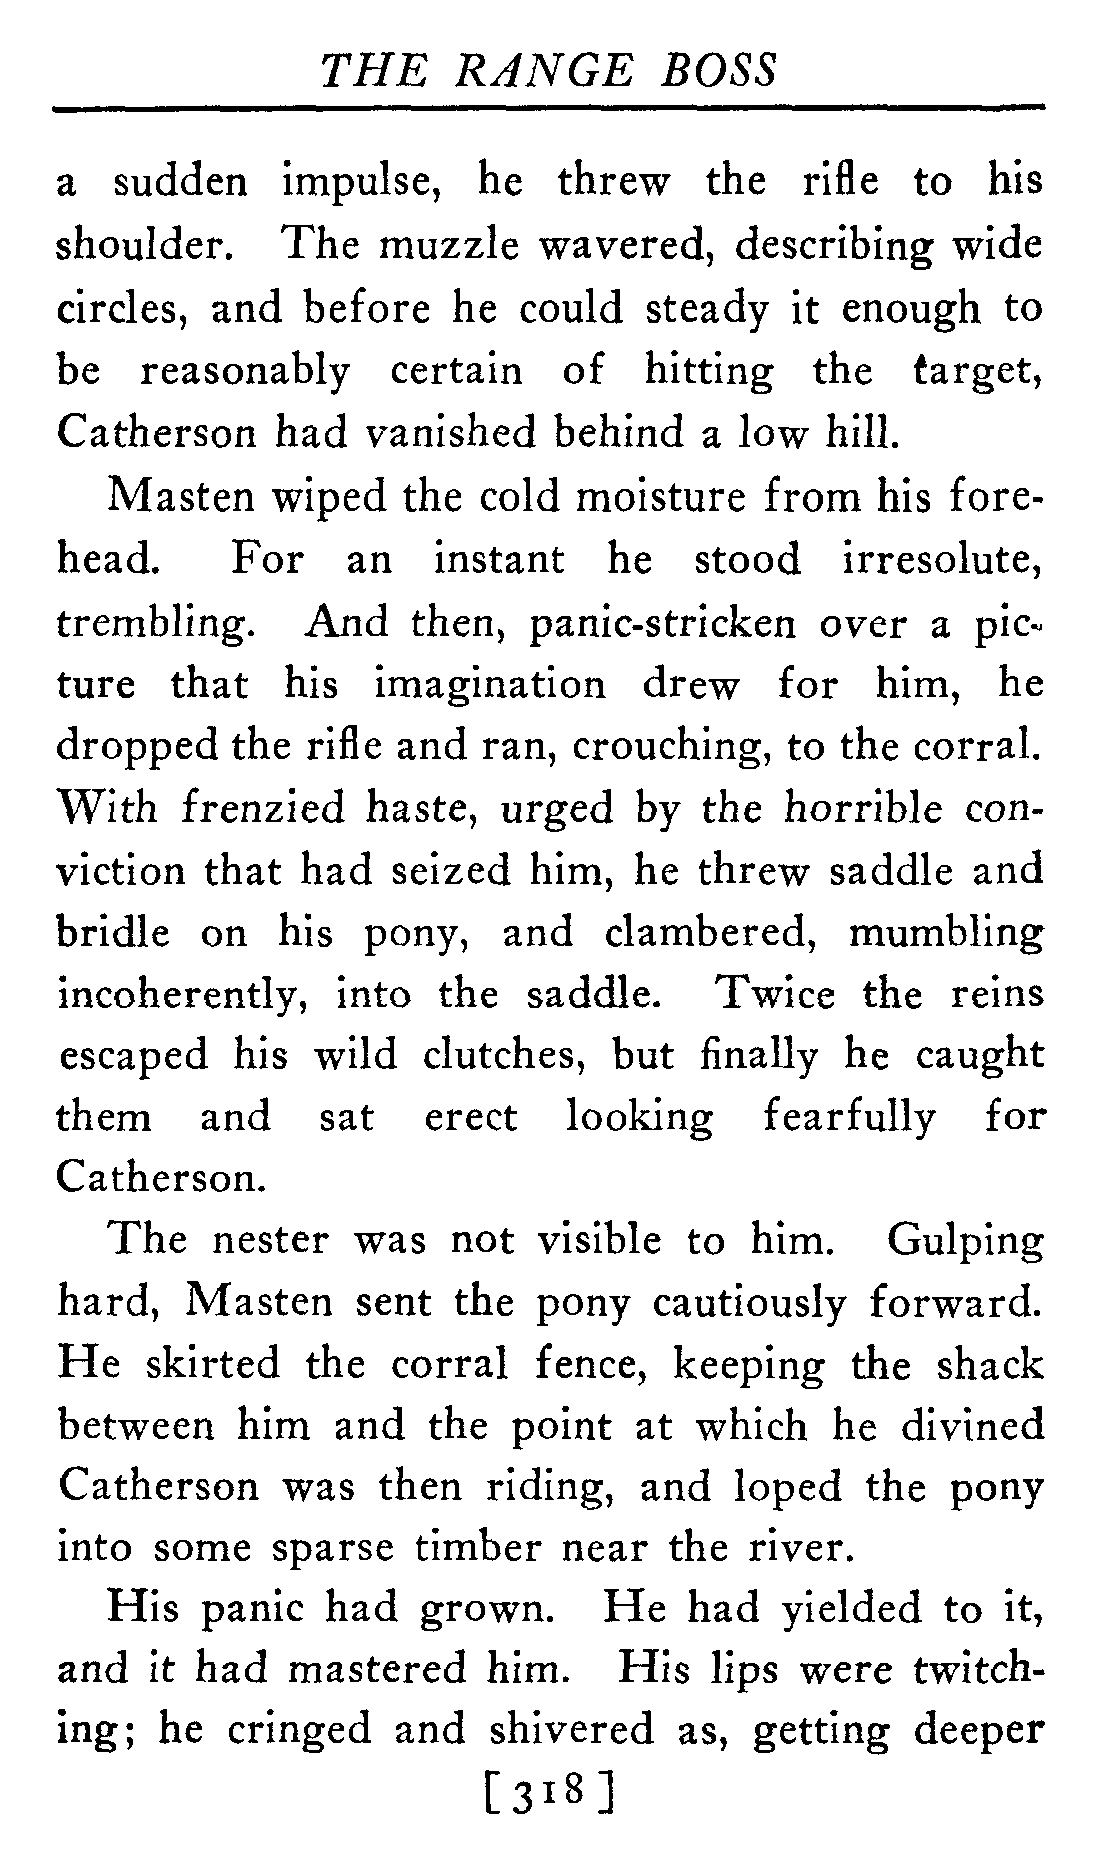 THE RANGE BOSS
a sudden impulse, he threw the rifle to his
shoulder. The muzzle wavered, describing wide
circles, and before he could steady it enough to
be reasonably certain of hitting the target,
Catherson had vanished behind a low hill.
Masten wiped the cold moisture from his fore-
head. For an instant he stood irresolute,
trembling. And then, panic-stricken over a pic-
ture that his imagination drew for him, he
dropped the rifle and ran, crouching, to the corral.
With frenzied haste, urged by the horrible con-
viction that had seized him, he threw saddle and
bridle on his pony, and clambered, mumbling
incoherently, into the saddle. Twice the reins
escaped his wild clutches, but finally he caught
them and sat erect looking fearfully for
Catherson.
The nester was not visible to him. Gulping
hard, Masten sent the pony cautiously forward.
He skirted the corral fence, keeping the shack
between him and the point at which he divined
Catherson was then riding, and loped the pony
into some sparse timber near the river.
His panic had grown. He had yielded to it,
and it had mastered him. His lips were twitch-
ing; he cringed and shivered as, getting deeper
[318]